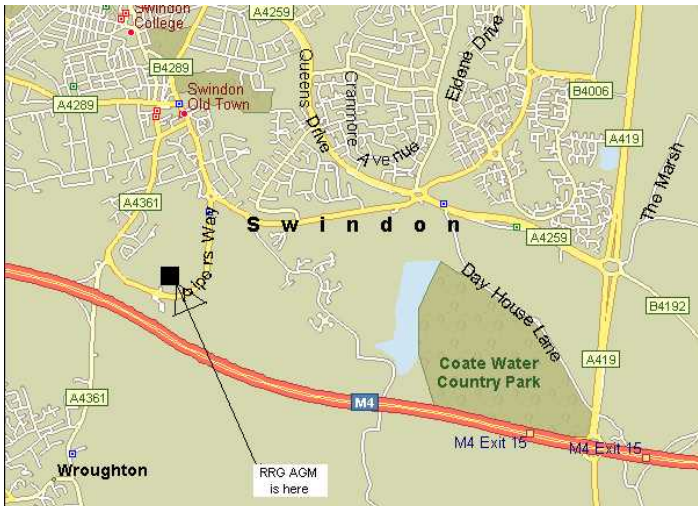 Swindon
College
A4259
B4289
Queens Drive
Cranmore
Avenue
Eldene Drive
B4006
Swindon
Old Town
A4289
A419
The Marsh
A4361
Swindon
A4259
Day House Lane
B4192
Coate Water
Country Park
A419
A4361
M4
M4 Exit 15
M4 Exit 15
Wroughton
RRG AGM
is here